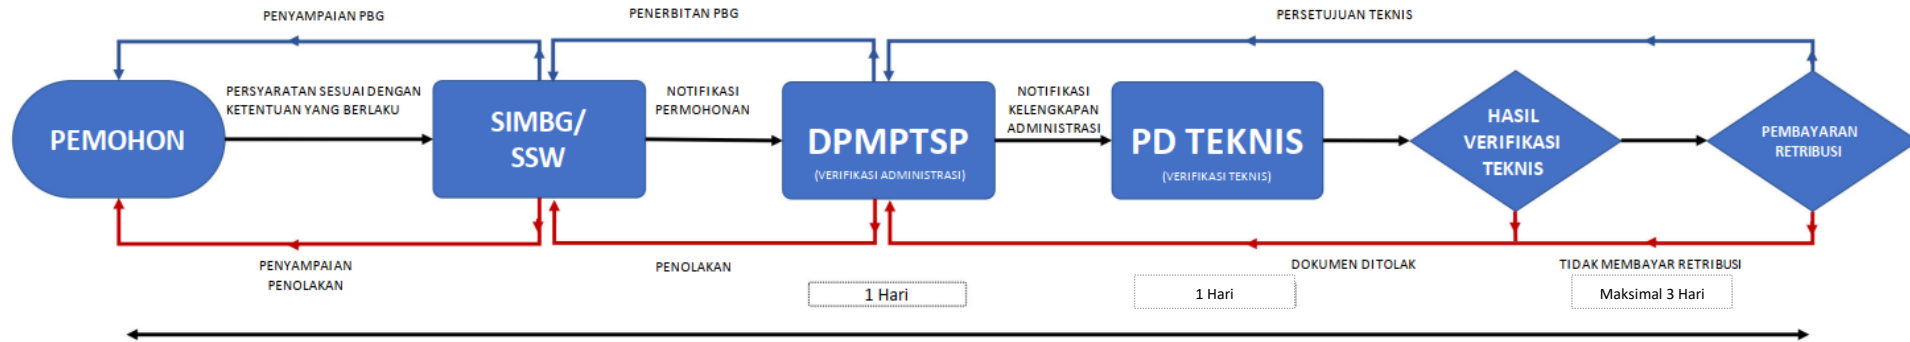 PENYAMPAIAN PBG
PENERBITAN PBG
PERSETUJUAN TEKNIS
PEMOHON
PERSYARATAN SESUAI DENGAN
KETENTUAN YANG BERLAKU
SIMBG/
SSW
NOTIFIKASI
PERMOHONAN
DPMPTSP
(VERIFIKASI ADMINISTRASI)
NOTIFIKASI
KELENGKAPAN
ADMINISTRASI
PD TEKNIS
(VERIFIKASI TEKNIS)
HASIL
VERIFIKASI
TEKNIS
PEMBAYARAN
RETRIBUSI
PENYAMPAIAN
PENOLAKAN
PENOLAKAN
DOKUMEN DITOLAK
TIDAK MEMBAYAR RETRIBUSI
1 Hari
1 Hari
Maksimal 3 Hari